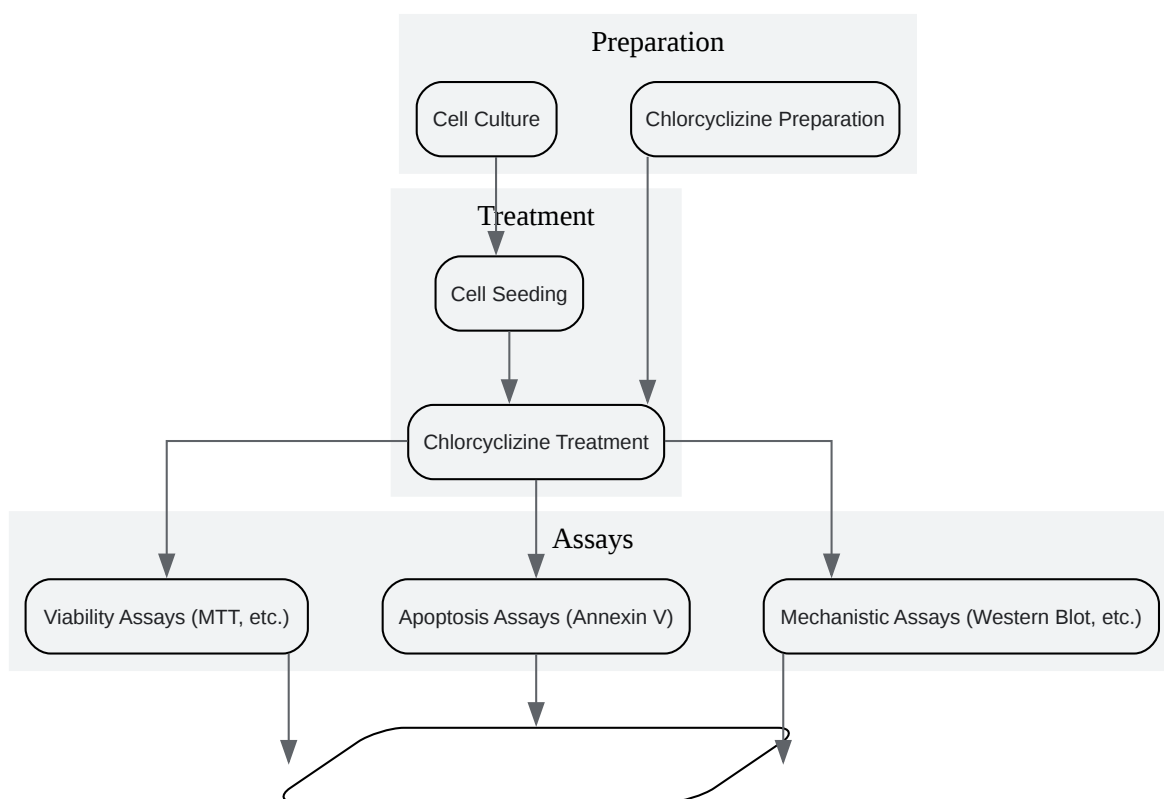 Preparation
Cell Culture
Chlorcyclizine Preparation
Treatment
Cell Seeding
Chlorcyclizine Treatment
Assays
Viability Assays (MTT, etc.)
Apoptosis Assays (Annexin V)
Mechanistic Assays (Western Blot, etc.)